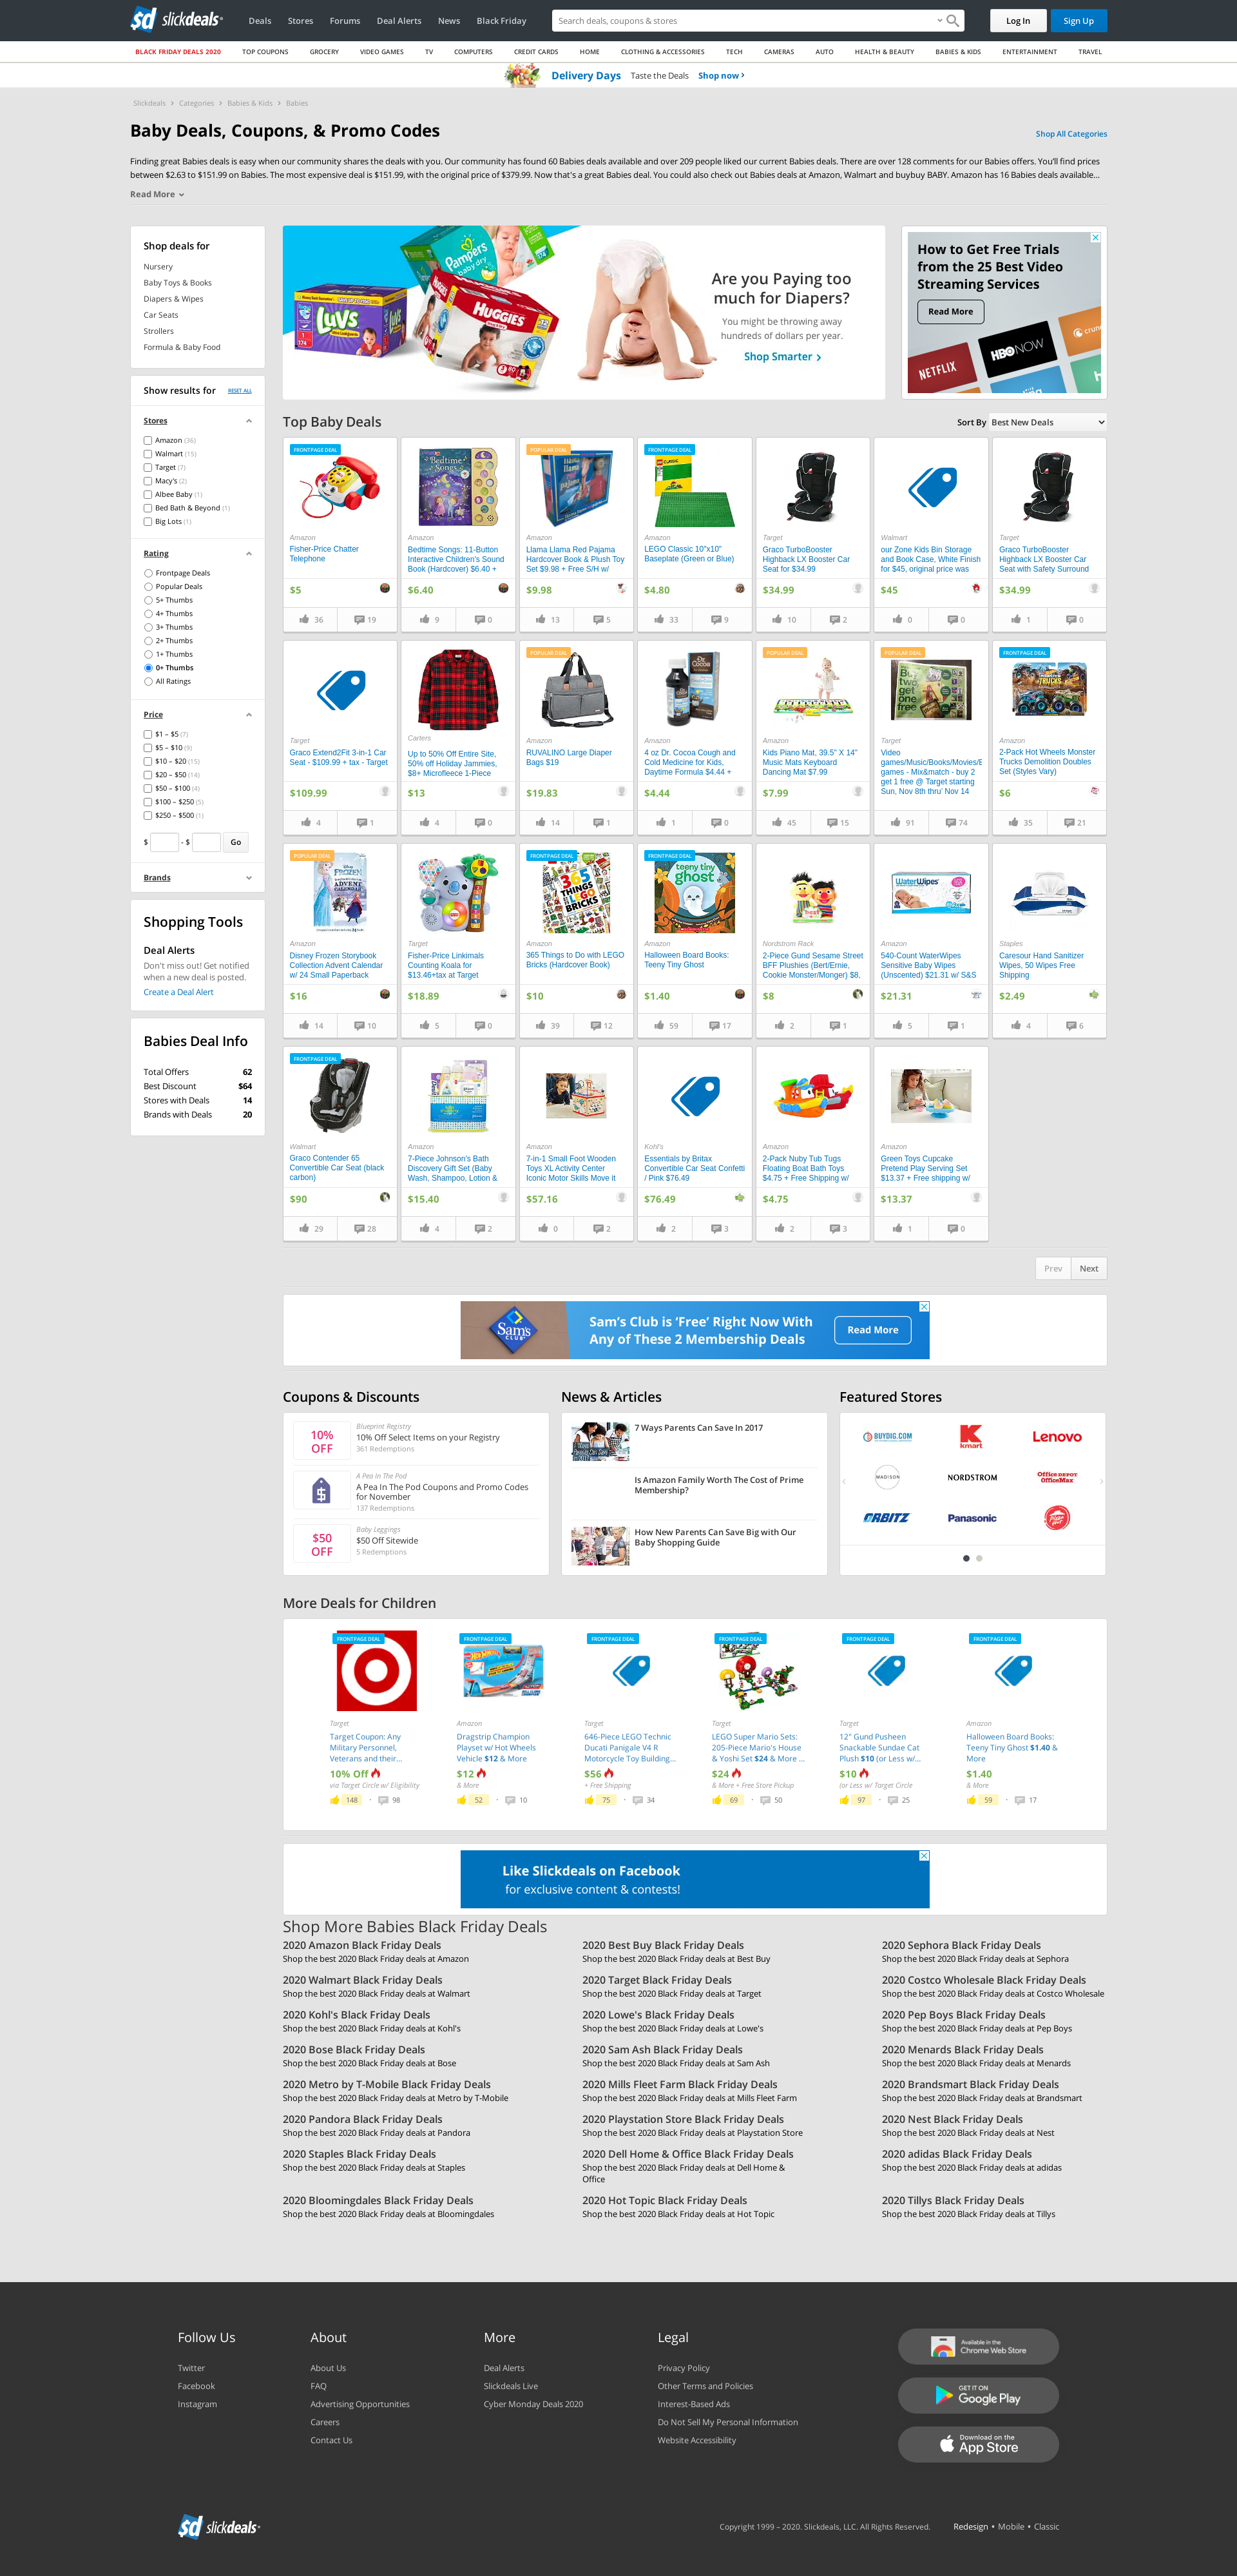 slickdeals
Deals Stores Forums Deal Alerts News Black Friday
Search deals, coupons & stores
Log In Sign Up
BLACK FRIDAY DEALS 2020 TOP COUPONS GROCERY VIDEO GAMES TV COMPUTERS CREDIT CARDS HOME CLOTHING & ACCESSORIES TECH CAMERAS AUTO HEALTH & BEAUTY BABIES & KIDS ENTERTAINMENT TRAVEL
Delivery Days Taste the Deals Shop now ›
Slickdeals › Categories › Babies & Kids › Babies
Baby Deals, Coupons, & Promo Codes
Shop All Categories
Finding great Babies deals is easy when our community shares the deals with you. Our community has found 60 Babies deals available and over 209 people liked our current Babies deals. There are over 128 comments for our Babies offers. You'll find prices
between $2.63 to $151.99 on Babies. The most expensive deal is $151.99, with the original price of $379.99. Now that's a great Babies deal. You could also check out Babies deals at Amazon, Walmart and buybuy BABY. Amazon has 16 Babies deals available...
Read More
Shop deals for
Nursery
Baby Toys & Books
Diapers & Wipes
Car Seats
Strollers
Formula & Baby Food
Show results for RESET ALL
Stores
Amazon (36)
Walmart (15)
Target (7)
Macy's (2)
Albee Baby (1)
Bed Bath & Beyond (1)
Big Lots (1)
Rating
Frontpage Deals
Popular Deals
5+ Thumbs
4+ Thumbs
3+ Thumbs
2+ Thumbs
1+ Thumbs
0+ Thumbs
All Ratings
Price
$1 – $5 (7)
$5 – $10 (9)
$10 – $20 (15)
$20 – $50 (14)
$50 – $100 (4)
$100 – $250 (5)
$250 – $500 (1)
$ - $ Go
Brands
Shopping Tools
Deal Alerts
Don't miss out! Get notified
when a new deal is posted.
Create a Deal Alert
Babies Deal Info
Total Offers 62
Best Discount $64
Stores with Deals 14
Brands with Deals 20
Pampers
baby dry
Luvs
HUGGIES
Are you Paying too
much for Diapers?
You might be throwing away
hundreds of dollars per year.
Shop Smarter ›
How to Get Free Trials
from the 25 Best Video
Streaming Services
Read More
NETFLIX
HBO NOW
Top Baby Deals
Sort By Best New Deals
FRONTPAGE DEAL
Amazon
Fisher-Price Chatter
Telephone
$5
36 19
Bedtime Songs
Amazon
Bedtime Songs: 11-Button
Interactive Children's Sound
Book (Hardcover) $6.40 +
$6.40
9 0
POPULAR DEAL
Amazon
Llama Llama Red Pajama
Hardcover Book & Plush Toy
Set $9.98 + Free S/H w/
$9.98
13 5
FRONTPAGE DEAL
Amazon
LEGO Classic 10"x10"
Baseplate (Green or Blue)
$4.80
33 9
Target
Graco TurboBooster
Highback LX Booster Car
Seat for $34.99
$34.99
10 2
Walmart
our Zone Kids Bin Storage
and Book Case, White Finish
for $45, original price was
$45
0 0
Target
Graco TurboBooster
Highback LX Booster Car
Seat with Safety Surround
$34.99
1 0
Target
Graco Extend2Fit 3-in-1 Car
Seat - $109.99 + tax - Target
$109.99
4 1
Carters
Up to 50% Off Entire Site,
50% off Holiday Jammies,
$8+ Microfleece 1-Piece
$13
4 0
POPULAR DEAL
Amazon
RUVALINO Large Diaper
Bags $19
$19.83
14 1
Amazon
4 oz Dr. Cocoa Cough and
Cold Medicine for Kids,
Daytime Formula $4.44 +
$4.44
1 0
POPULAR DEAL
Amazon
Kids Piano Mat, 39.5" X 14"
Music Mats Keyboard
Dancing Mat $7.99
$7.99
45 15
POPULAR DEAL
Buy two, get one free
Target
Video
games/Music/Books/Movies/E
games - Mix&match - buy 2
get 1 free @ Target starting
Sun, Nov 8th thru' Nov 14
91 74
FRONTPAGE DEAL
Amazon
2-Pack Hot Wheels Monster
Trucks Demolition Doubles
Set (Styles Vary)
$6
35 21
POPULAR DEAL
FROZEN
ADVENT CALENDAR
Amazon
Disney Frozen Storybook
Collection Advent Calendar
w/ 24 Small Paperback
$16
14 10
Target
Fisher-Price Linkimals
Counting Koala for
$13.46+tax at Target
$18.89
5 0
FRONTPAGE DEAL
365 THINGS TO DO WITH LEGO BRICKS
Amazon
365 Things to Do with LEGO
Bricks (Hardcover Book)
$10
39 12
FRONTPAGE DEAL
teeny tiny ghost
Amazon
Halloween Board Books:
Teeny Tiny Ghost
$1.40
59 17
Nordstrom Rack
2-Piece Gund Sesame Street
BFF Plushies (Bert/Ernie,
Cookie Monster/Monger) $8,
$8
2 1
WaterWipes
Amazon
540-Count WaterWipes
Sensitive Baby Wipes
(Unscented) $21.31 w/ S&S
$21.31
5 1
Staples
Caresour Hand Sanitizer
Wipes, 50 Wipes Free
Shipping
$2.49
4 6
FRONTPAGE DEAL
Walmart
Graco Contender 65
Convertible Car Seat (black
carbon)
$90
29 28
Amazon
7-Piece Johnson's Bath
Discovery Gift Set (Baby
Wash, Shampoo, Lotion &
$15.40
4 2
Amazon
7-in-1 Small Foot Wooden
Toys XL Activity Center
Iconic Motor Skills Move it
$57.16
0 2
Kohl's
Essentials by Britax
Convertible Car Seat Confetti
/ Pink $76.49
$76.49
2 3
Amazon
2-Pack Nuby Tub Tugs
Floating Boat Bath Toys
$4.75 + Free Shipping w/
$4.75
2 3
Amazon
Green Toys Cupcake
Pretend Play Serving Set
$13.37 + Free shipping w/
$13.37
1 0
Prev Next
Sam's CLUB
Sam's Club is 'Free' Right Now With
Any of These 2 Membership Deals
Read More
Coupons & Discounts
10%
OFF
Blueprint Registry
10% Off Select Items on your Registry
361 Redemptions
A Pea In The Pod
A Pea In The Pod Coupons and Promo Codes
for November
137 Redemptions
$50
OFF
Baby Leggings
$50 Off Sitewide
5 Redemptions
News & Articles
7 Ways Parents Can Save In 2017
Is Amazon Family Worth The Cost of Prime
Membership?
How New Parents Can Save Big with Our
Baby Shopping Guide
Featured Stores
BUYDIG.COM kmart Lenovo
MADISON NORDSTROM Office DEPOT OfficeMax
ORBITZ Panasonic Pizza Hut
More Deals for Children
FRONTPAGE DEAL
Target
Target Coupon: Any
Military Personnel,
Veterans and their...
10% Off
via Target Circle w/ Eligibility
148 · 98
FRONTPAGE DEAL
Amazon
Dragstrip Champion
Playset w/ Hot Wheels
Vehicle $12 & More
$12
& More
52 · 10
FRONTPAGE DEAL
Target
646-Piece LEGO Technic
Ducati Panigale V4 R
Motorcycle Toy Building...
$56
+ Free Shipping
75 · 34
FRONTPAGE DEAL
Target
LEGO Super Mario Sets:
205-Piece Mario's House
& Yoshi Set $24 & More ...
$24
& More + Free Store Pickup
69 · 50
FRONTPAGE DEAL
Target
12" Gund Pusheen
Snackable Sundae Cat
Plush $10 (or Less w/...
$10
(or Less w/ Target Circle
97 · 25
FRONTPAGE DEAL
Amazon
Halloween Board Books:
Teeny Tiny Ghost $1.40 &
More
$1.40
& More
59 · 17
Like Slickdeals on Facebook
for exclusive content & contests!
Shop More Babies Black Friday Deals
2020 Amazon Black Friday Deals
Shop the best 2020 Black Friday deals at Amazon
2020 Best Buy Black Friday Deals
Shop the best 2020 Black Friday deals at Best Buy
2020 Sephora Black Friday Deals
Shop the best 2020 Black Friday deals at Sephora
2020 Walmart Black Friday Deals
Shop the best 2020 Black Friday deals at Walmart
2020 Target Black Friday Deals
Shop the best 2020 Black Friday deals at Target
2020 Costco Wholesale Black Friday Deals
Shop the best 2020 Black Friday deals at Costco Wholesale
2020 Kohl's Black Friday Deals
Shop the best 2020 Black Friday deals at Kohl's
2020 Lowe's Black Friday Deals
Shop the best 2020 Black Friday deals at Lowe's
2020 Pep Boys Black Friday Deals
Shop the best 2020 Black Friday deals at Pep Boys
2020 Bose Black Friday Deals
Shop the best 2020 Black Friday deals at Bose
2020 Sam Ash Black Friday Deals
Shop the best 2020 Black Friday deals at Sam Ash
2020 Menards Black Friday Deals
Shop the best 2020 Black Friday deals at Menards
2020 Metro by T-Mobile Black Friday Deals
Shop the best 2020 Black Friday deals at Metro by T-Mobile
2020 Mills Fleet Farm Black Friday Deals
Shop the best 2020 Black Friday deals at Mills Fleet Farm
2020 Brandsmart Black Friday Deals
Shop the best 2020 Black Friday deals at Brandsmart
2020 Pandora Black Friday Deals
Shop the best 2020 Black Friday deals at Pandora
2020 Playstation Store Black Friday Deals
Shop the best 2020 Black Friday deals at Playstation Store
2020 Nest Black Friday Deals
Shop the best 2020 Black Friday deals at Nest
2020 Staples Black Friday Deals
Shop the best 2020 Black Friday deals at Staples
2020 Dell Home & Office Black Friday Deals
Shop the best 2020 Black Friday deals at Dell Home &
Office
2020 adidas Black Friday Deals
Shop the best 2020 Black Friday deals at adidas
2020 Bloomingdales Black Friday Deals
Shop the best 2020 Black Friday deals at Bloomingdales
2020 Hot Topic Black Friday Deals
Shop the best 2020 Black Friday deals at Hot Topic
2020 Tillys Black Friday Deals
Shop the best 2020 Black Friday deals at Tillys
Follow Us
Twitter
Facebook
Instagram
About
About Us
FAQ
Advertising Opportunities
Careers
Contact Us
More
Deal Alerts
Slickdeals Live
Cyber Monday Deals 2020
Legal
Privacy Policy
Other Terms and Policies
Interest-Based Ads
Do Not Sell My Personal Information
Website Accessibility
Available in the
Chrome Web Store
GET IT ON
Google Play
Download on the
App Store
slickdeals
Copyright 1999 – 2020. Slickdeals, LLC. All Rights Reserved.
Redesign • Mobile • Classic